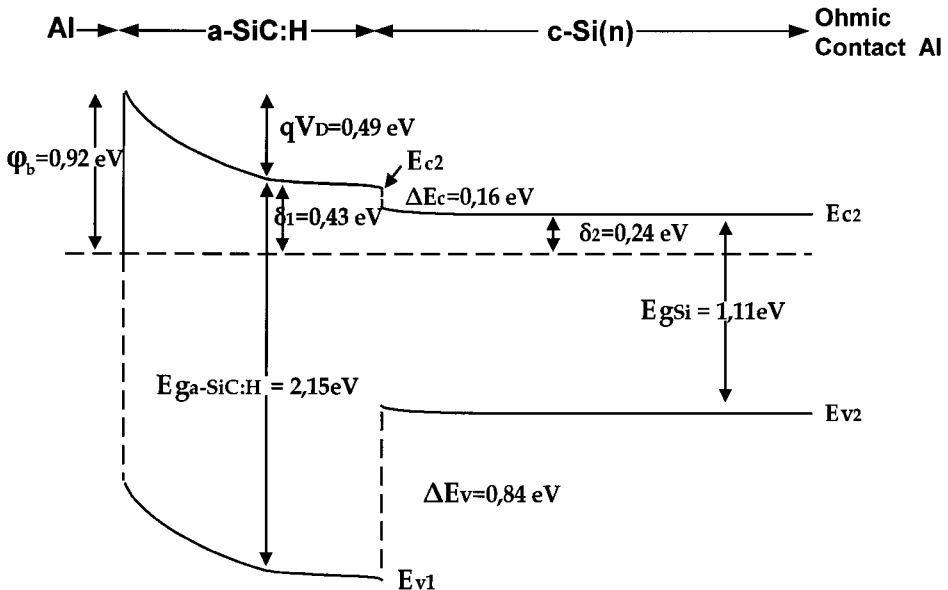 Al
a-SiC:H
c-Si(n)
Ohmic
Contact Al
φb=0,92 eV
qVD=0,49 eV
Ec2
ΔEc=0,16 eV
δ1=0,43 eV
δ2=0,24 eV
Ec2
EgSi = 1,11eV
Ega-SiC:H = 2,15eV
Ev2
ΔEv=0,84 eV
Ev1